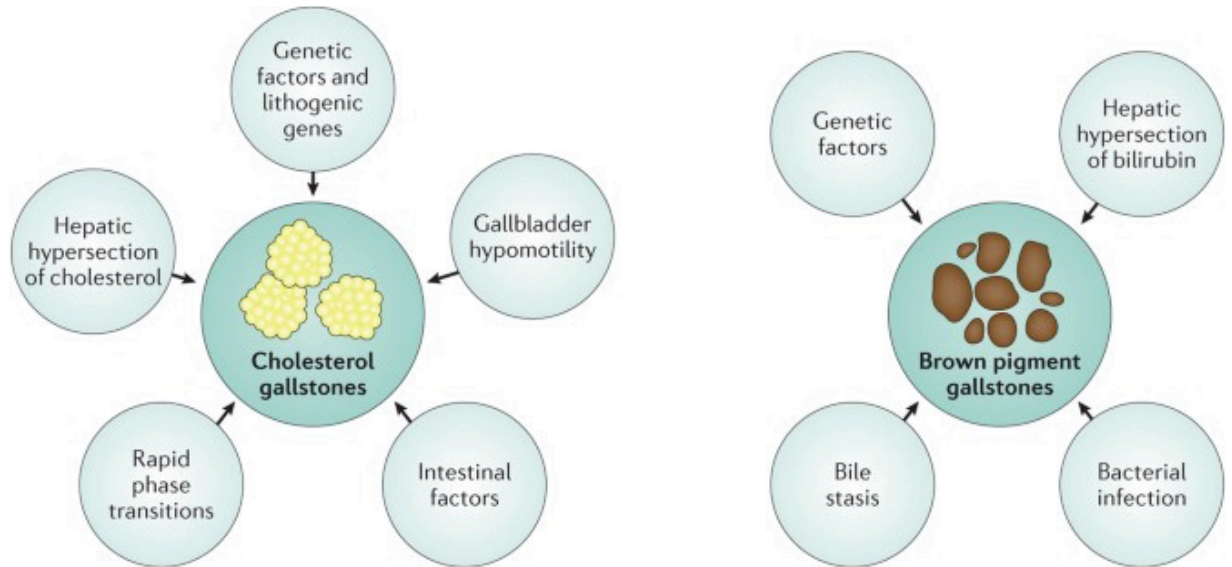 Genetic
factors and
lithogenic
genes
Hepatic
hypersection
of cholesterol
Gallbladder
hypomotility
Cholesterol
gallstones
Rapid
phase
transitions
Intestinal
factors
Genetic
factors
Hepatic
hypersection
of bilirubin
Brown pigment
gallstones
Bile
stasis
Bacterial
infection